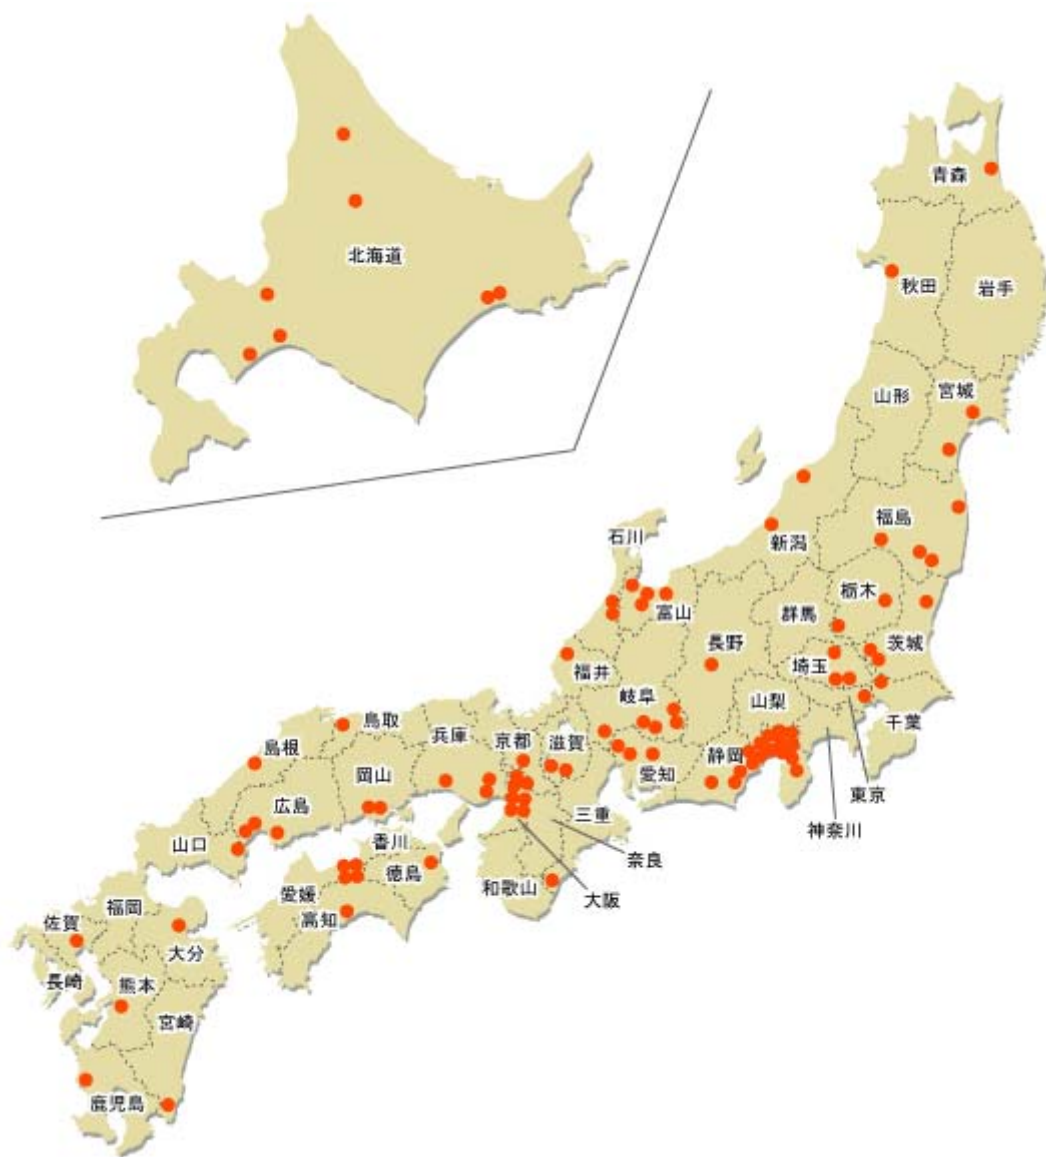 北海道
青森
秋田
岩手
山形
宮城
福島
新潟
石川
富山
栃木
群馬
茨城
長野
埼玉
福井
岐阜
山梨
千葉
鳥取
兵庫
京都
滋賀
静岡
愛知
東京
島根
岡山
広島
三重
神奈川
奈良
山口
香川
徳島
愛媛
和歌山
大阪
高知
福岡
佐賀
大分
長崎
熊本
宮崎
鹿児島